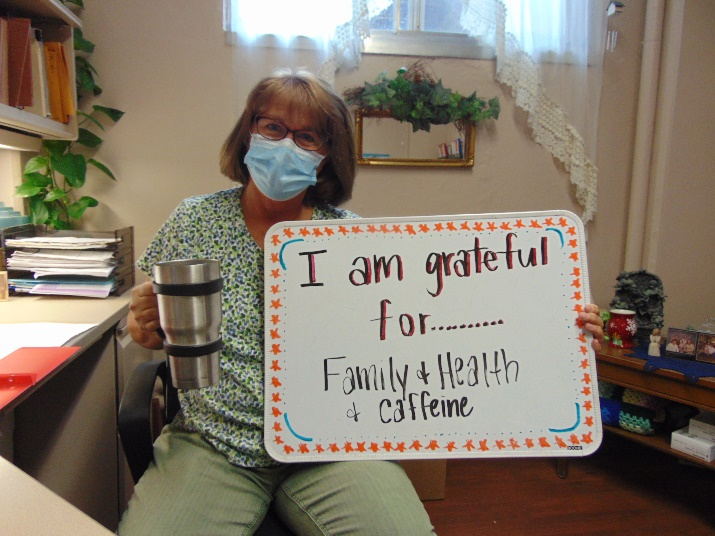 I am grateful
for..........
Family & Health
& caffeine